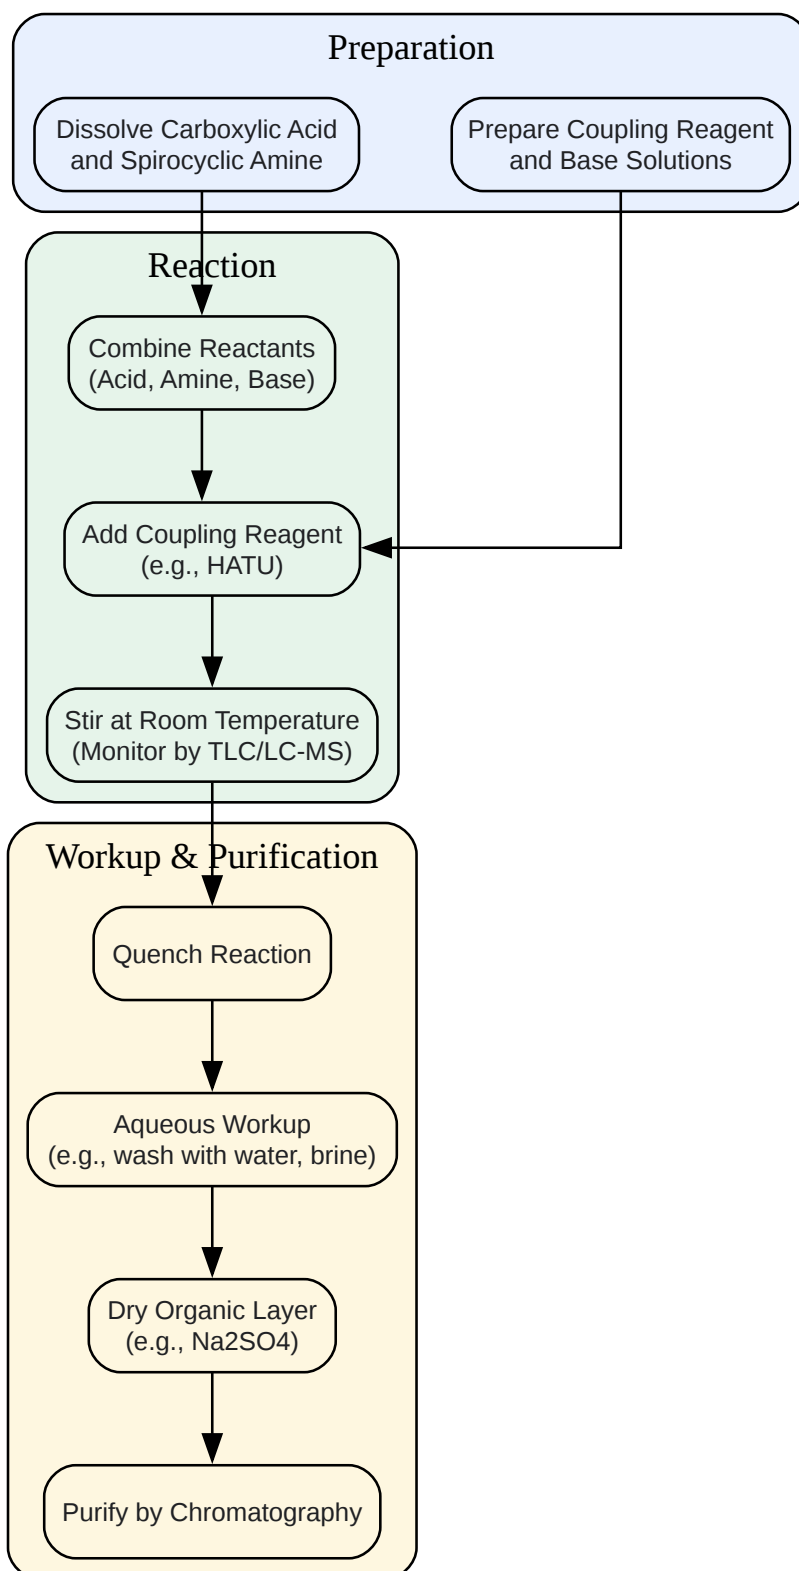 Preparation
Dissolve Carboxylic Acid
and Spirocyclic Amine
Prepare Coupling Reagent
and Base Solutions
Reaction
Combine Reactants
(Acid, Amine, Base)
Add Coupling Reagent
(e.g., HATU)
Stir at Room Temperature
(Monitor by TLC/LC-MS)
Workup & Purification
Quench Reaction
Aqueous Workup
(e.g., wash with water, brine)
Dry Organic Layer
(e.g., Na2SO4)
Purify by Chromatography